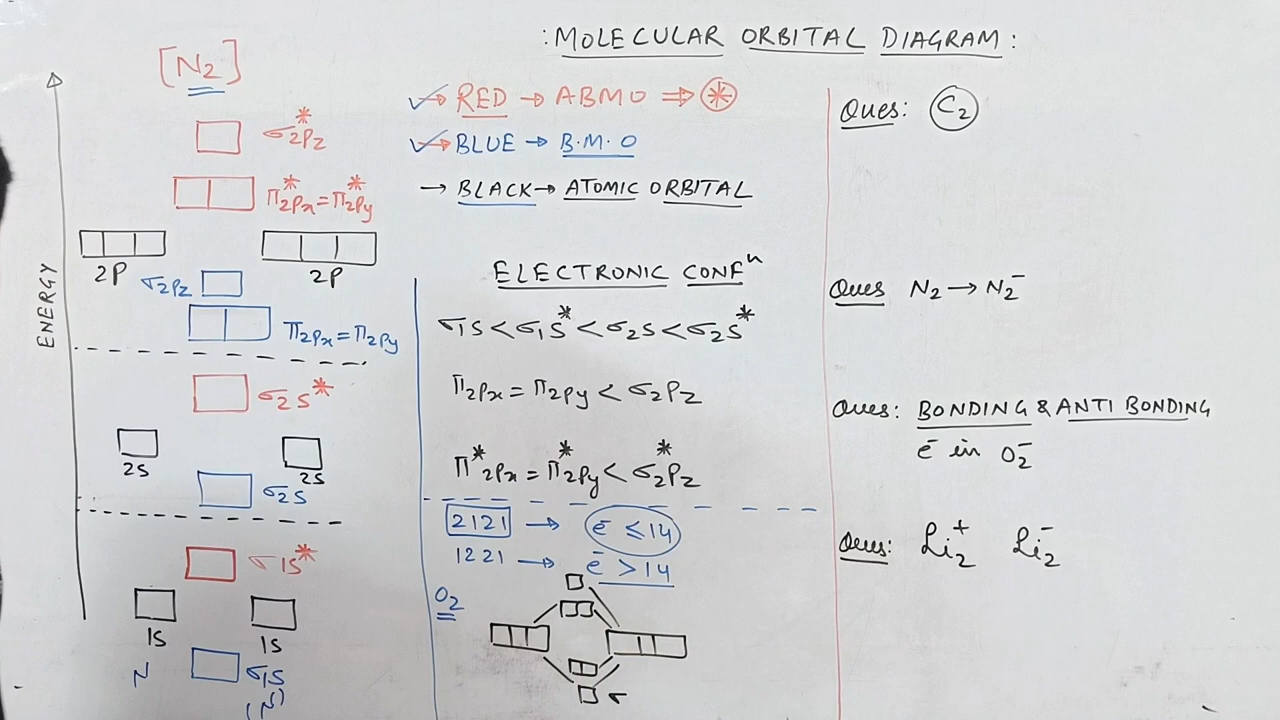 :MOLECULAR ORBITAL DIAGRAM:
[N₂]
σ*2Pz
π*2Px=π*2Py
2P
2P
σ2Pz
π2Px=π2Py
σ2S*
2S
2S
σ2S
σ1S*
1S
1S
N
σ1S
(N)
ENERGY
→ RED → ABMO ⇒ *
→ BLUE → B.M.O
→ BLACK → ATOMIC ORBITAL
ELECTRONIC CONFⁿ
σ1S<σ1S*<σ2S<σ2S*
π2Px=π2Py<σ2Pz
π*2Px=π*2Py<σ*2Pz
2121 → e⁻ ≤14
1221 → e⁻ >14
O₂
σ
Ques: C₂
Ques N₂ → N₂⁻
Ques: BONDING & ANTI BONDING
e⁻ in O₂⁻
Ques: Li₂⁺ Li₂⁻